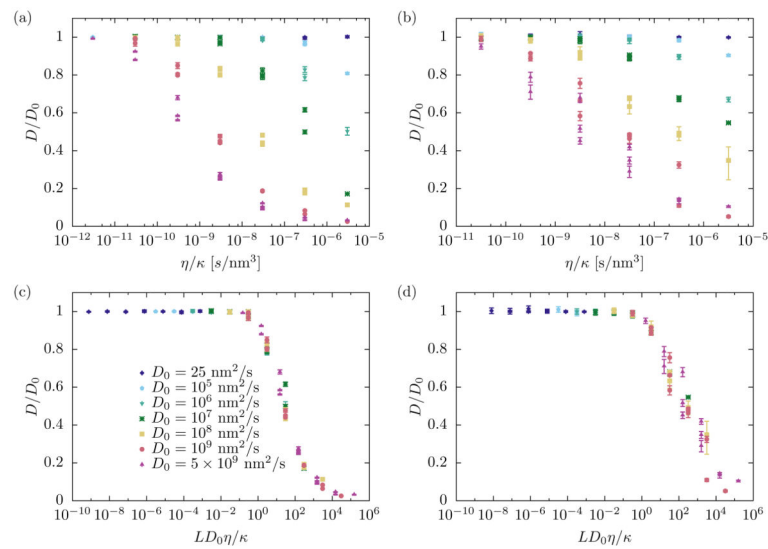 (a)
(b)
1
0.8
0.6
0.4
0.2
0
D/D₀
10⁻¹² 10⁻¹¹ 10⁻¹⁰ 10⁻⁹ 10⁻⁸ 10⁻⁷ 10⁻⁶ 10⁻⁵
η/κ [s/nm³]
1
0.8
0.6
0.4
0.2
0
D/D₀
10⁻¹¹ 10⁻¹⁰ 10⁻⁹ 10⁻⁸ 10⁻⁷ 10⁻⁶ 10⁻⁵
η/κ [s/nm³]
(c)
(d)
1
0.8
0.6
0.4
0.2
0
D/D₀
D₀ = 25 nm²/s
D₀ = 10⁵ nm²/s
D₀ = 10⁶ nm²/s
D₀ = 10⁷ nm²/s
D₀ = 10⁸ nm²/s
D₀ = 10⁹ nm²/s
D₀ = 5 × 10⁹ nm²/s
10⁻¹⁰ 10⁻⁸ 10⁻⁶ 10⁻⁴ 10⁻² 10⁰ 10² 10⁴ 10⁶
LD₀η/κ
1
0.8
0.6
0.4
0.2
0
D/D₀
10⁻¹⁰ 10⁻⁸ 10⁻⁶ 10⁻⁴ 10⁻² 10⁰ 10² 10⁴ 10⁶
LD₀η/κ